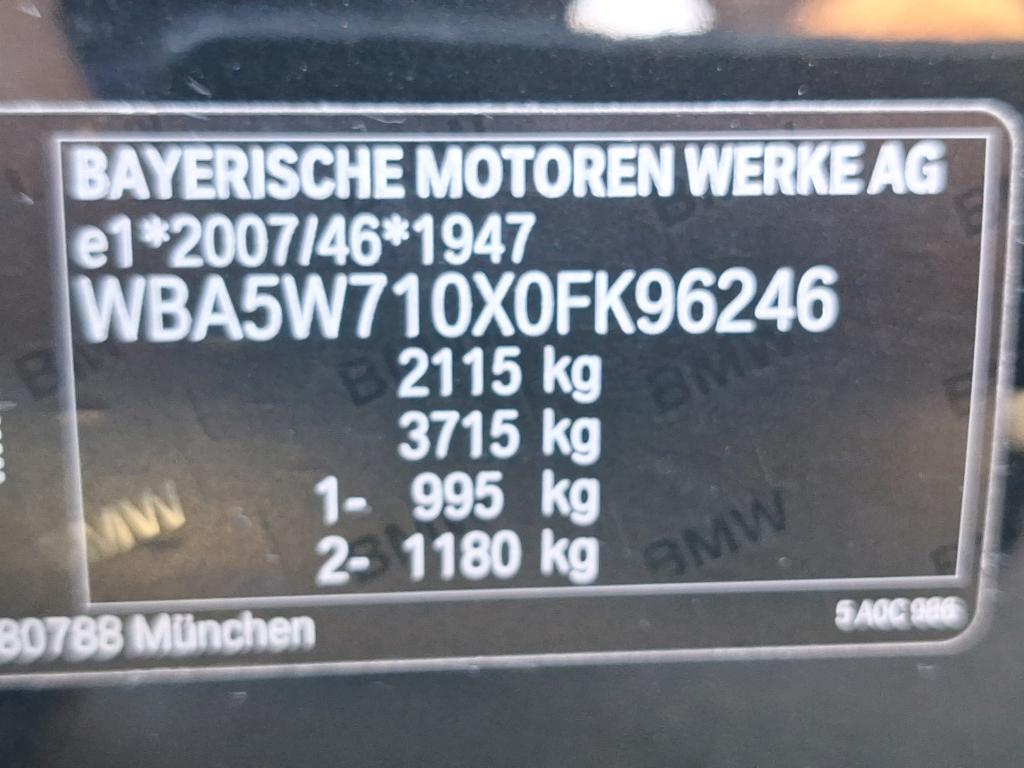 BAYERISCHE MOTOREN WERKE AG
e1*2007/46*1947
WBA5W710X0FK96246
2115 kg
3715 kg
1- 995 kg
2- 1180 kg
80788 München
5 A0C 986